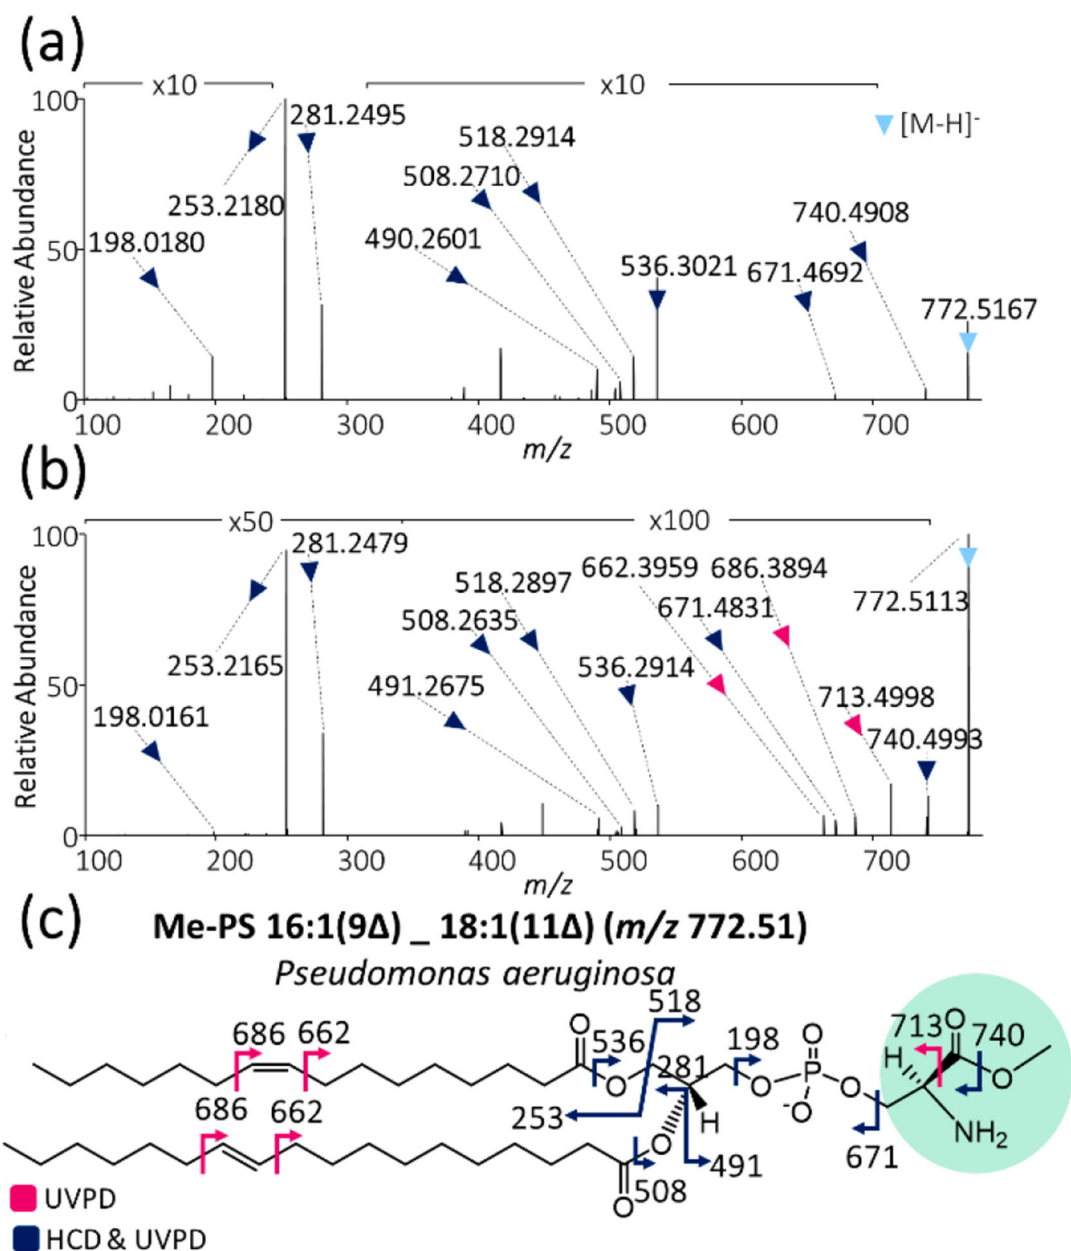 (a)
x10
x10
100
281.2495
518.2914
[M-H]-
508.2710
253.2180
740.4908
198.0180
490.2601
50
536.3021
671.4692
772.5167
Relative Abundance
0
100
200
300
400
500
600
700
m/z
(b)
x50
x100
100
281.2479
662.3959
686.3894
518.2897
671.4831
772.5113
508.2635
253.2165
536.2914
491.2675
50
713.4998
198.0161
740.4993
Relative Abundance
0
100
200
300
400
500
600
700
m/z
(c)
Me-PS 16:1(9Δ) _ 18:1(11Δ) (m/z 772.51)
Pseudomonas aeruginosa
518
686
662
O
536
198
O
713
O
740
H
281
O
O
P
O
O
686
662
253
-O
H
NH2
O
491
671
508
O
UVPD
HCD & UVPD